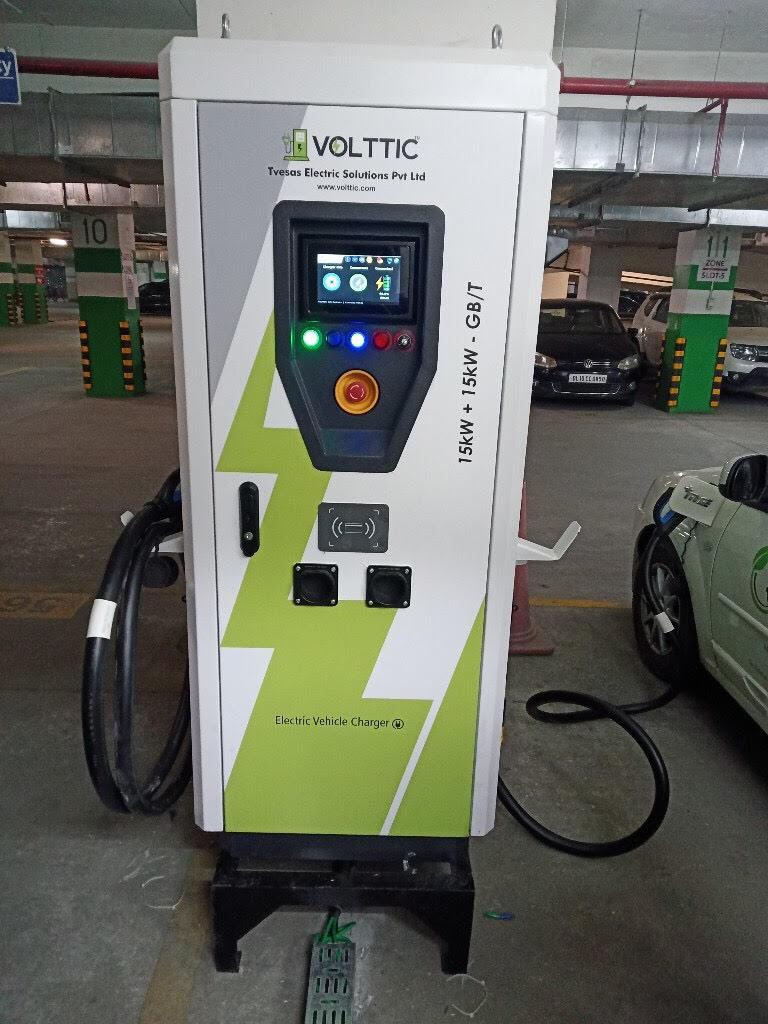 10
VOLTTIC
Tvesas Electric Solutions Pvt Ltd
www.volttic.com
15kW + 15kW - GB/T
Electric Vehicle Charger
11
ZONE
SLOT-5